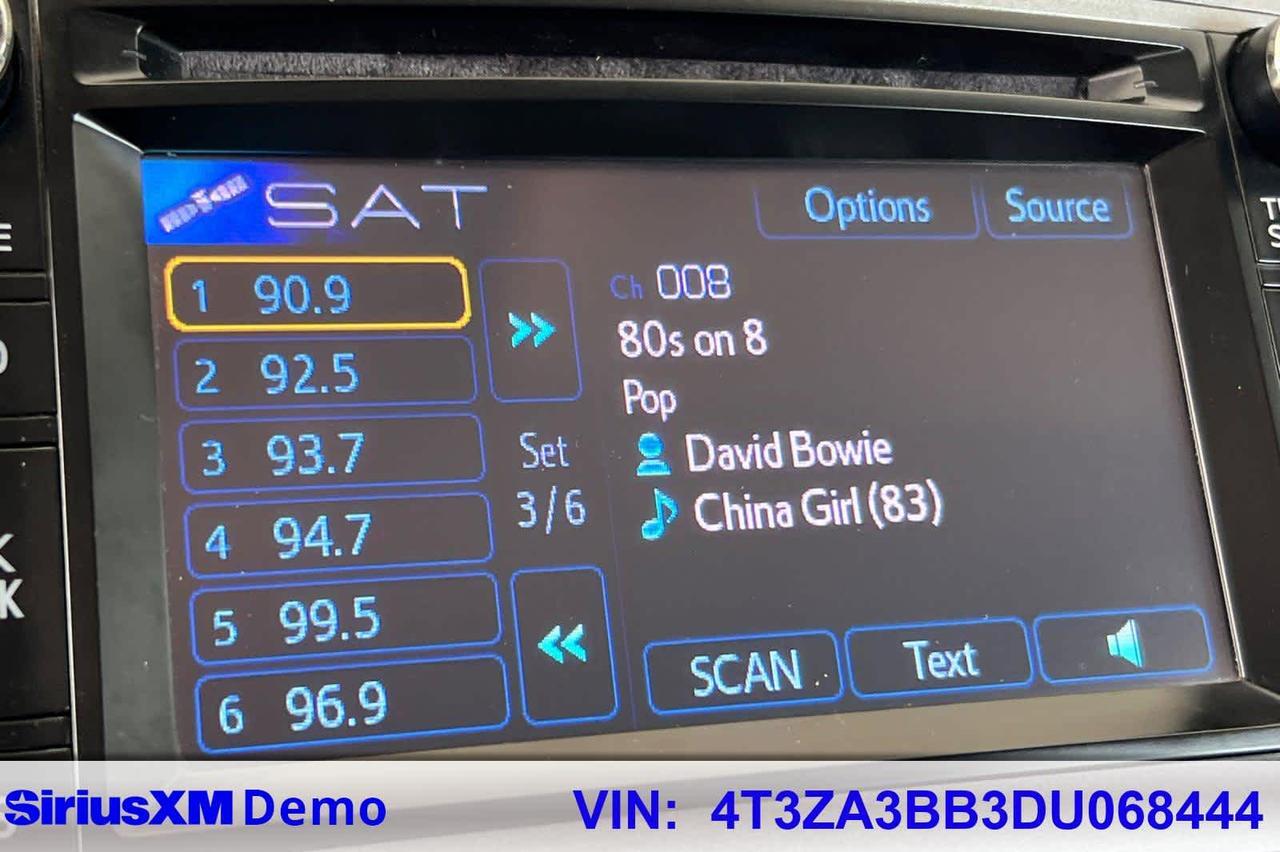 SAT
Options
Source
1 90.9
2 92.5
3 93.7
4 94.7
5 99.5
6 96.9
Set
3/6
Ch 008
80s on 8
Pop
David Bowie
China Girl (83)
SCAN
Text
SiriusXM Demo
VIN: 4T3ZA3BB3DU068444